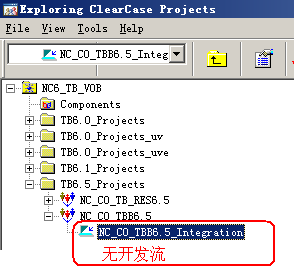 Exploring ClearCase Projects
File View Tools Help
NC_CO_TBB6.5_Integ
NC6_TB_VOB
Components
TB6.0_Projects
TB6.0_Projects_uv
TB6.0_Projects_uve
TB6.1_Projects
TB6.5_Projects
NC_CO_TB_RES6.5
NC_CO_TBB6.5
NC_CO_TBB6.5_Integration
无开发流